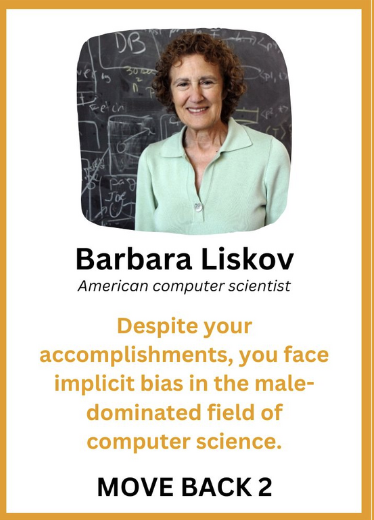 DB
Barbara Liskov
American computer scientist
Despite your
accomplishments, you face
implicit bias in the male-
dominated field of
computer science.
MOVE BACK 2